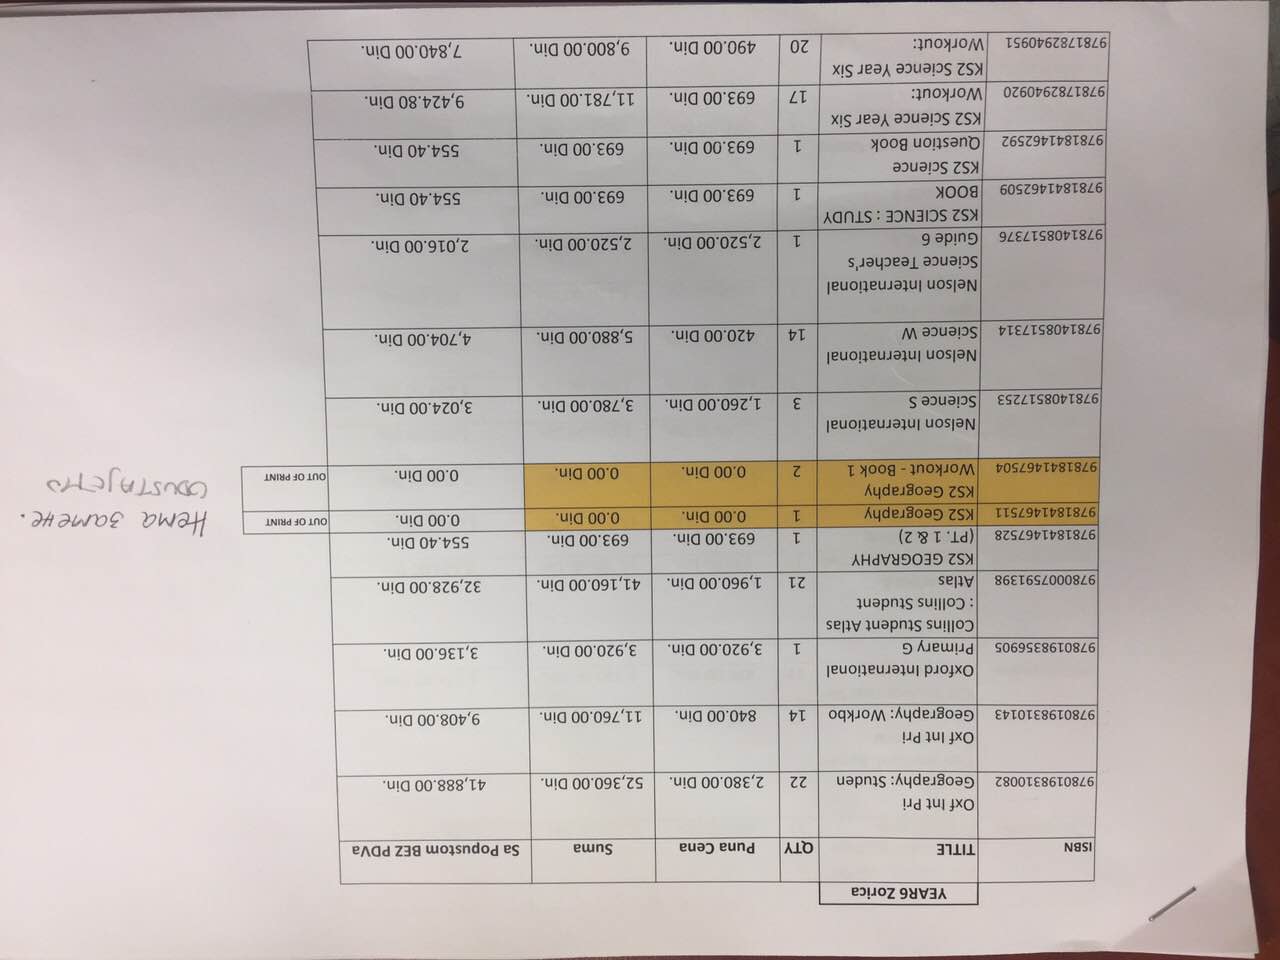 YEAR6 Zorica
ISBN TITLE QTY Puna Cena Suma Sa Popustom BEZ PDVa
9780198310082 Oxf Int Pri Geography: Studen 22 2,380.00 Din. 52,360.00 Din. 41,888.00 Din.
9780198310143 Oxf Int Pri Geography: Workbo 14 840.00 Din. 11,760.00 Din. 9,408.00 Din.
9780198356905 Oxford International Primary G 1 3,920.00 Din. 3,920.00 Din. 3,136.00 Din.
9780007591398 Collins Student Atlas : Collins Student Atlas 21 1,960.00 Din. 41,160.00 Din. 32,928.00 Din.
9781841467528 KS2 GEOGRAPHY (PT. 1 & 2) 1 693.00 Din. 693.00 Din. 554.40 Din.
9781841467511 KS2 Geography 1 0.00 Din. 0.00 Din. 0.00 Din. OUT OF PRINT
9781841467504 KS2 Geography Workout - Book 1 2 0.00 Din. 0.00 Din. 0.00 Din. OUT OF PRINT
Нема замене.
9781408517253 Nelson International Science S 3 1,260.00 Din. 3,780.00 Din. 3,024.00 Din.
9781408517314 Nelson International Science W 14 420.00 Din. 5,880.00 Din. 4,704.00 Din.
9781408517376 Nelson International Science Teacher's Guide 6 1 2,520.00 Din. 2,520.00 Din. 2,016.00 Din.
9781841462509 KS2 SCIENCE : STUDY BOOK 1 693.00 Din. 693.00 Din. 554.40 Din.
9781841462592 KS2 Science Question Book 1 693.00 Din. 693.00 Din. 554.40 Din.
9781782940920 KS2 Science Year Six Workout: 17 693.00 Din. 11,781.00 Din. 9,424.80 Din.
9781782940951 KS2 Science Year Six Workout: 20 490.00 Din. 9,800.00 Din. 7,840.00 Din.